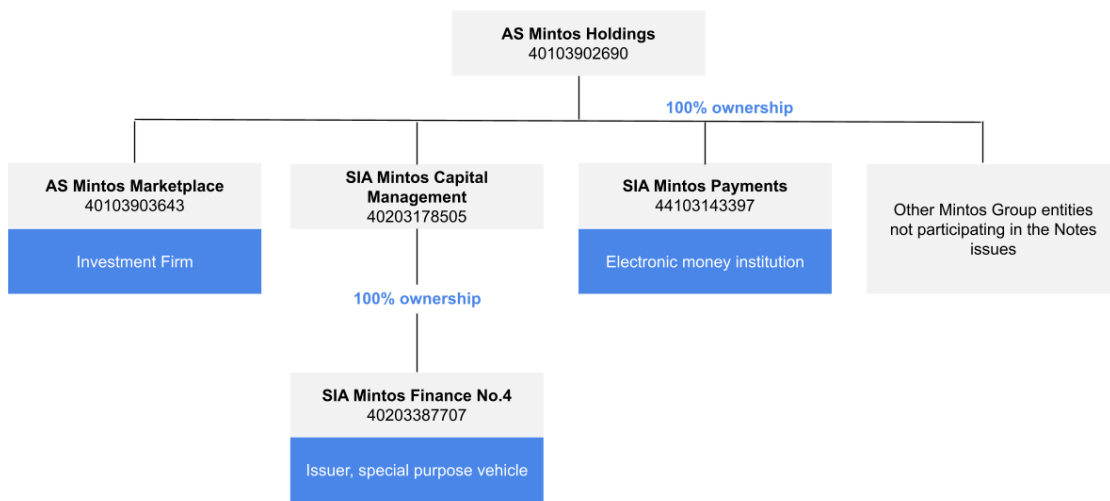 AS Mintos Holdings
40103902690
100% ownership
AS Mintos Marketplace
40103903643
Investment Firm
SIA Mintos Capital
Management
40203178505
SIA Mintos Payments
44103143397
Electronic money institution
Other Mintos Group entities
not participating in the Notes
issues
100% ownership
SIA Mintos Finance No.4
40203387707
Issuer, special purpose vehicle